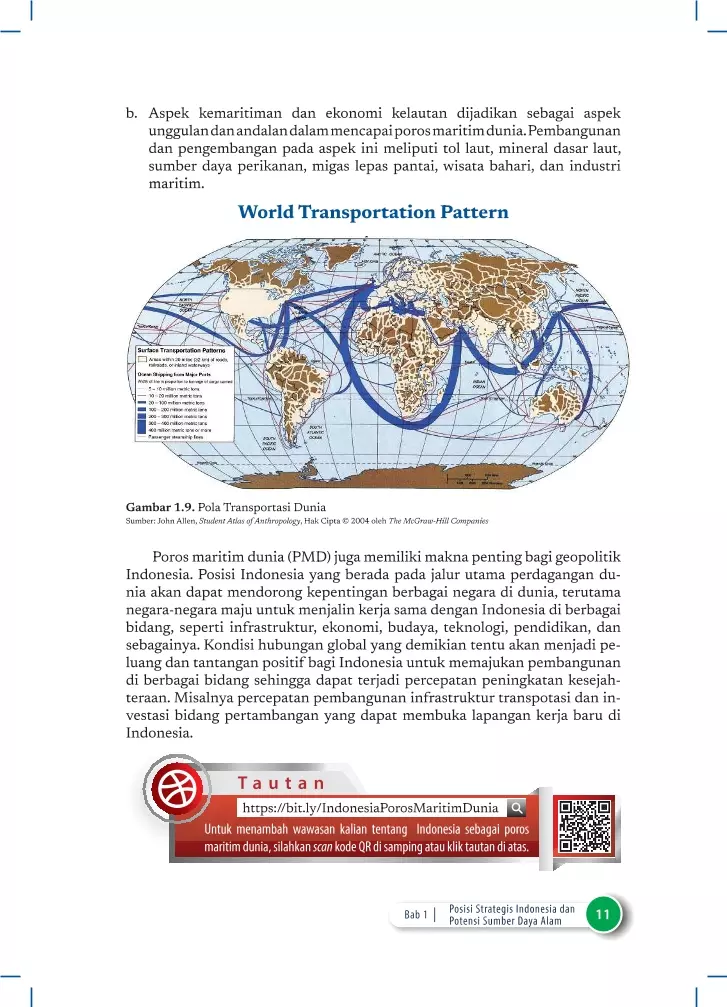 b. Aspek kemaritiman dan ekonomi kelautan dijadikan sebagai aspek
unggulan dan andalan dalam mencapai poros maritim dunia. Pembangunan
dan pengembangan pada aspek ini meliputi tol laut, mineral dasar laut,
sumber daya perikanan, migas lepas pantai, wisata bahari, dan industri
maritim.
World Transportation Pattern
ARCTIC OCEAN
NORTH
PACIFIC
OCEAN
NORTH
PACIFIC
OCEAN
INDIAN
OCEAN
SOUTH
ATLANTIC
OCEAN
SOUTH
PACIFIC
OCEAN
Surface Transportation Patterns
Areas within 20 miles (32 km) of roads,
railroads, or inland waterways
Ocean Shipping from Major Ports
Width of line is proportion to tonnage of cargo carried
5 – 10 million metric tons
10 – 20 million metric tons
20 – 100 million metric tons
100 – 200 million metric tons
200 – 300 million metric tons
300 – 400 million metric tons
400 million metric tons or more
Passenger steamship lines
Gambar 1.9. Pola Transportasi Dunia
Sumber: John Allen, Student Atlas of Anthropology, Hak Cipta © 2004 oleh The McGraw-Hill Companies
Poros maritim dunia (PMD) juga memiliki makna penting bagi geopolitik
Indonesia. Posisi Indonesia yang berada pada jalur utama perdagangan du-
nia akan dapat mendorong kepentingan berbagai negara di dunia, terutama
negara-negara maju untuk menjalin kerja sama dengan Indonesia di berbagai
bidang, seperti infrastruktur, ekonomi, budaya, teknologi, pendidikan, dan
sebagainya. Kondisi hubungan global yang demikian tentu akan menjadi pe-
luang dan tantangan positif bagi Indonesia untuk memajukan pembangunan
di berbagai bidang sehingga dapat terjadi percepatan peningkatan kesejah-
teraan. Misalnya percepatan pembangunan infrastruktur transpotasi dan in-
vestasi bidang pertambangan yang dapat membuka lapangan kerja baru di
Indonesia.
Tautan
https://bit.ly/IndonesiaPorosMaritimDunia
Untuk menambah wawasan kalian tentang Indonesia sebagai poros
maritim dunia, silahkan scan kode QR di samping atau klik tautan di atas.
Bab 1 | Posisi Strategis Indonesia dan
Potensi Sumber Daya Alam
11